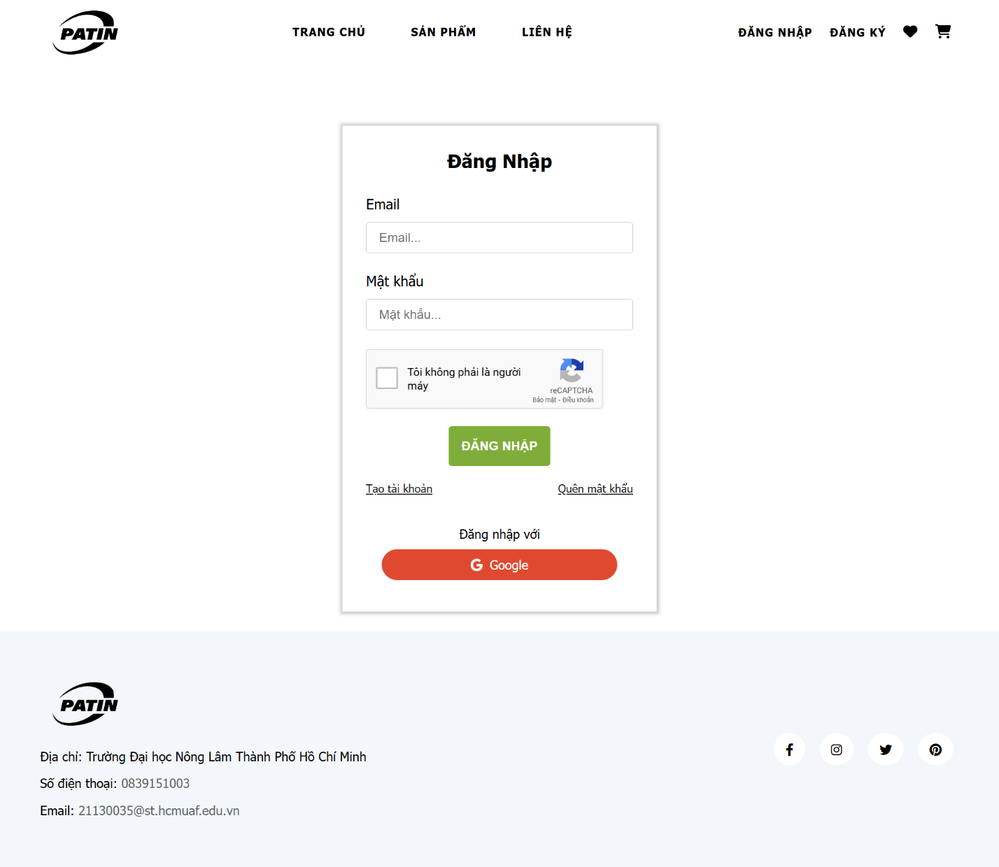 PATIN
TRANG CHỦ
SẢN PHẨM
LIÊN HỆ
ĐĂNG NHẬP
ĐĂNG KÝ
Đăng Nhập
Email
Email...
Mật khẩu
Mật khẩu...
Tôi không phải là người
máy
reCAPTCHA
Bảo mật - Điều khoản
ĐĂNG NHẬP
Tạo tài khoản
Quên mật khẩu
Đăng nhập với
Google
PATIN
Địa chỉ: Trường Đại học Nông Lâm Thành Phố Hồ Chí Minh
Số điện thoại: 0839151003
Email: 21130035@st.hcmuaf.edu.vn